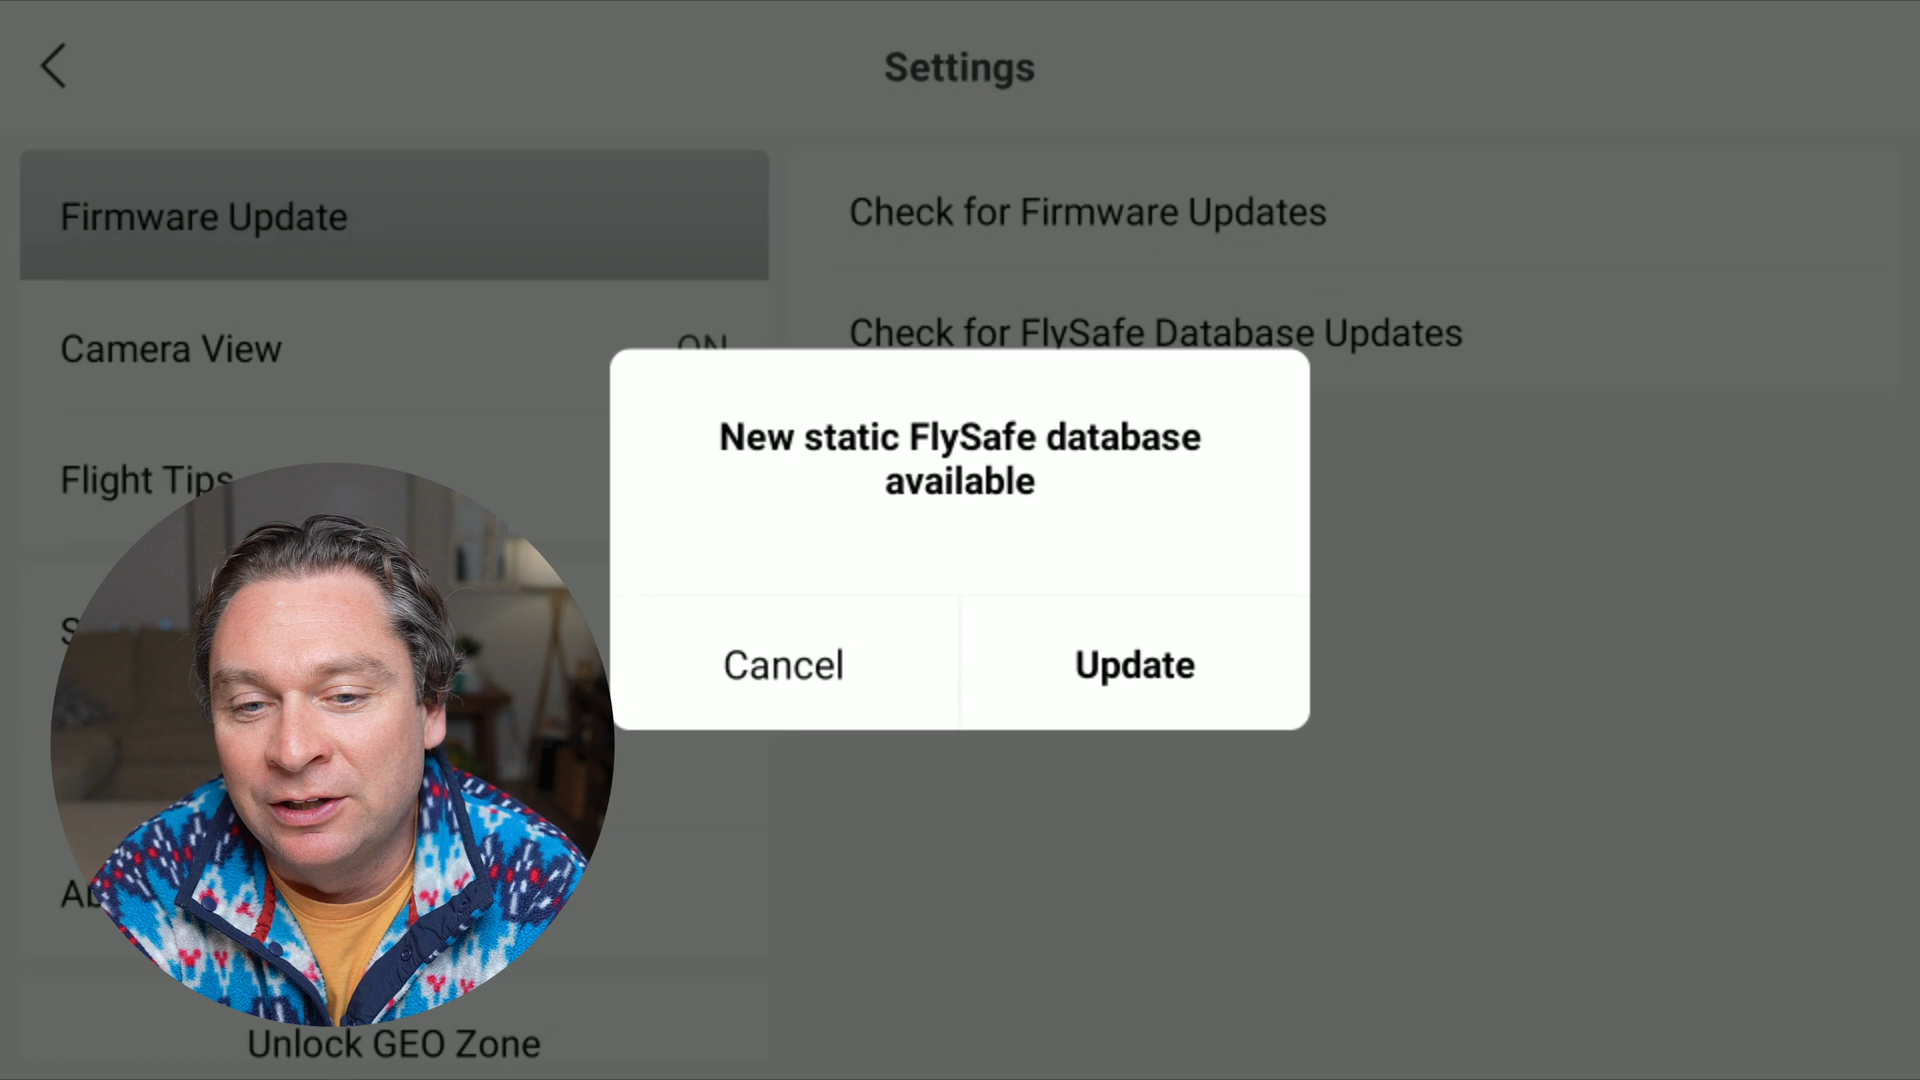 Settings
Firmware Update
Camera View
ON
Flight Tips
Unlock GEO Zone
Check for Firmware Updates
Check for FlySafe Database Updates
New static FlySafe database
available
Cancel
Update